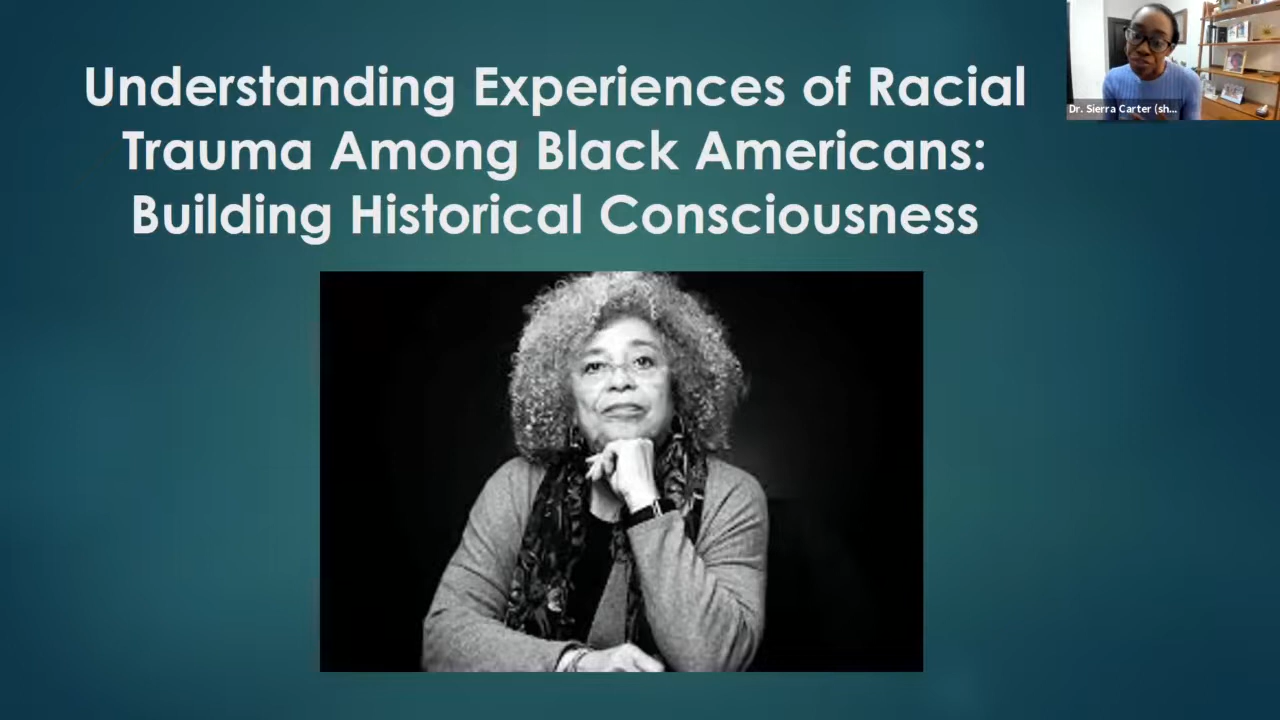 Understanding Experiences of Racial
Trauma Among Black Americans:
Building Historical Consciousness
Dr. Sierra Carter (sh...